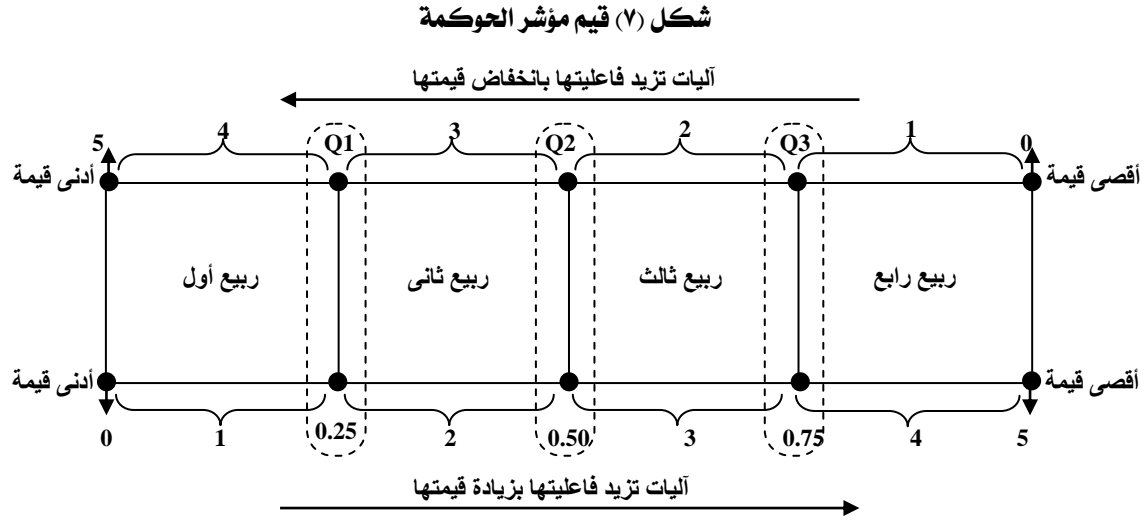 شكل (٧) قيم مؤشر الحوكمة
آليات تزيد فاعليتها بانخفاض قيمتها
5 4 Q1 3 Q2 2 Q3 1 0
أدنى قيمة أقصى قيمة
ربيع أول ربيع ثانى ربيع ثالث ربيع رابع
أدنى قيمة أقصى قيمة
0 1 0.25 2 0.50 3 0.75 4 5
آليات تزيد فاعليتها بزيادة قيمتها